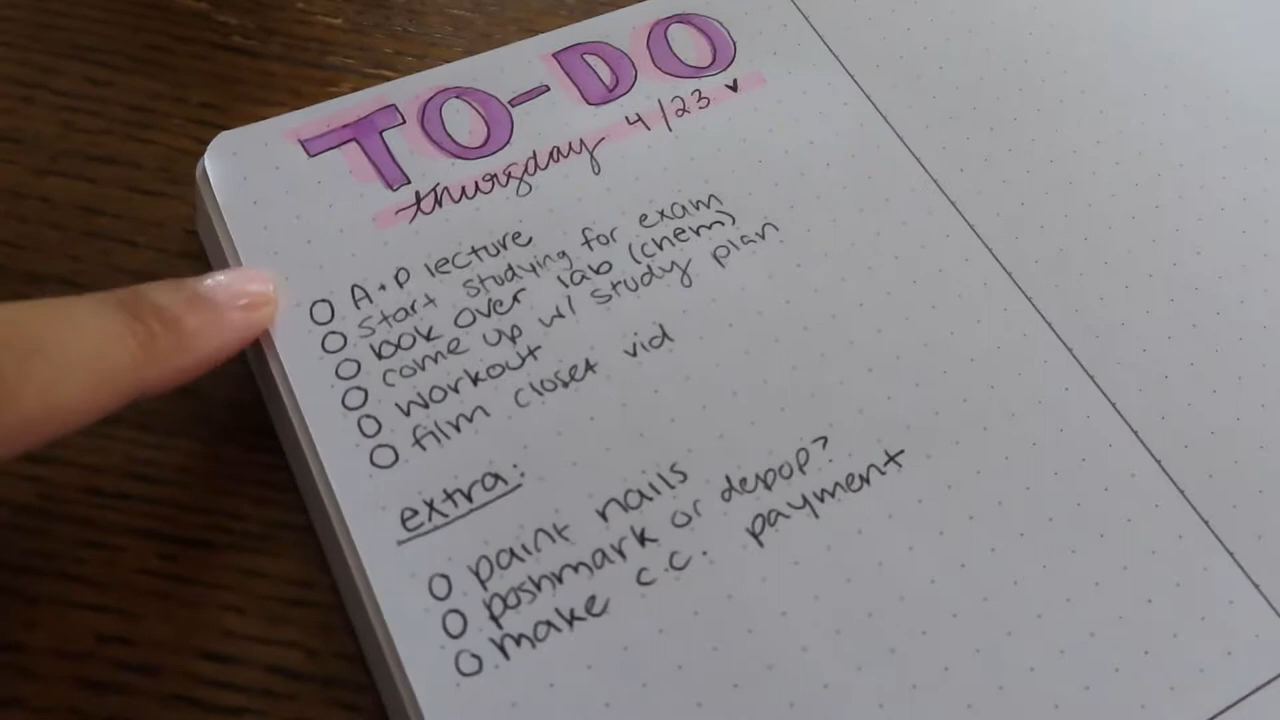 TO-DO
thursday 4/23 ♥
O A+P lecture
O start studying for exam
O look over lab (chem)
O come up w/ study plan
O workout
O film closet vid
extra:
O paint nails
O poshmark or depop?
O make c.c. payment